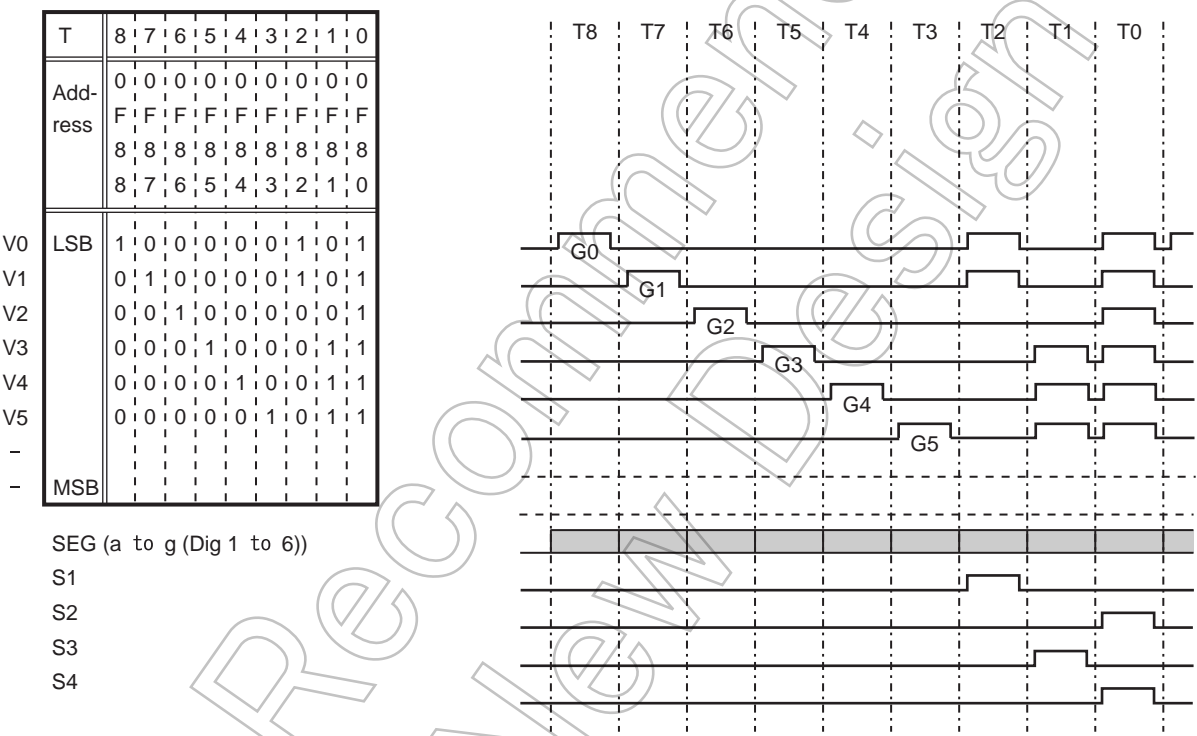 T 8 7 6 5 4 3 2 1 0
Add-
ress
0 0 0 0 0 0 0 0 0
F F F F F F F F F
8 8 8 8 8 8 8 8 8
8 7 6 5 4 3 2 1 0
V0 LSB 1 0 0 0 0 0 1 0 1
V1 0 1 0 0 0 0 1 0 1
V2 0 0 1 0 0 0 0 0 1
V3 0 0 0 1 0 0 0 1 1
V4 0 0 0 0 1 0 0 1 1
V5 0 0 0 0 0 1 0 1 1
–
– MSB
T8 T7 T6 T5 T4 T3 T2 T1 T0
G0
G1
G2
G3
G4
G5
SEG (a to g (Dig 1 to 6))
S1
S2
S3
S4
Recommen
New Design